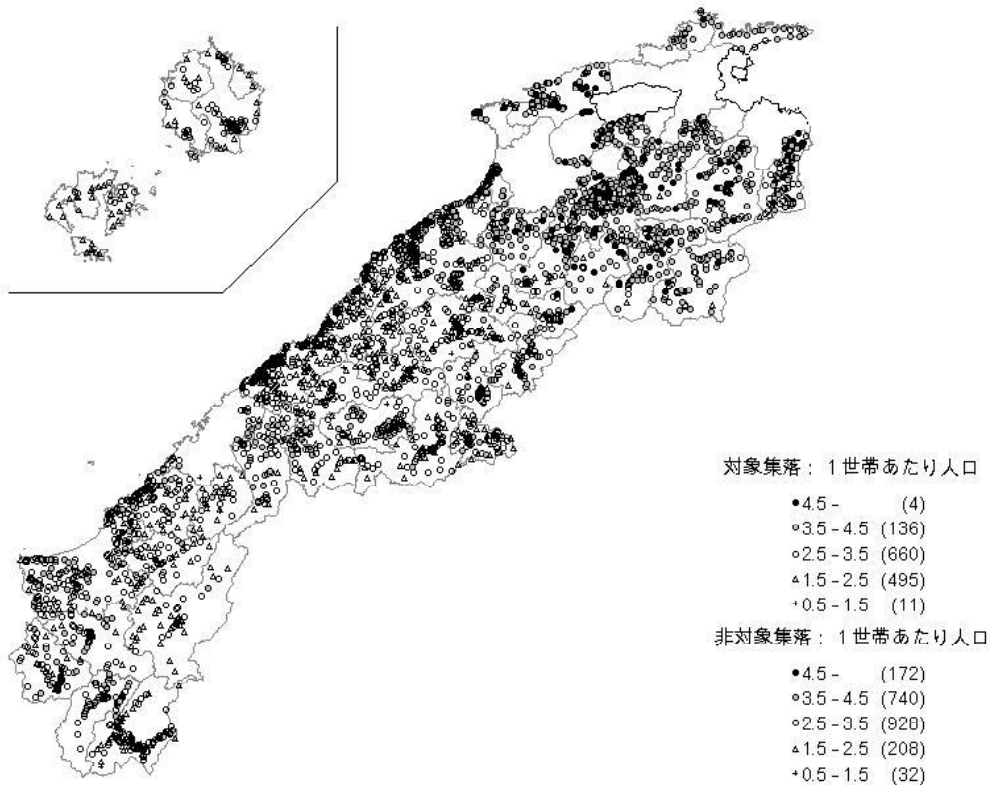 対象集落：１世帯あたり人口
●4.5 - (4)
◎3.5 - 4.5 (136)
○2.5 - 3.5 (660)
△1.5 - 2.5 (495)
+0.5 - 1.5 (11)
非対象集落：１世帯あたり人口
●4.5 - (172)
◎3.5 - 4.5 (740)
○2.5 - 3.5 (928)
△1.5 - 2.5 (208)
+0.5 - 1.5 (32)